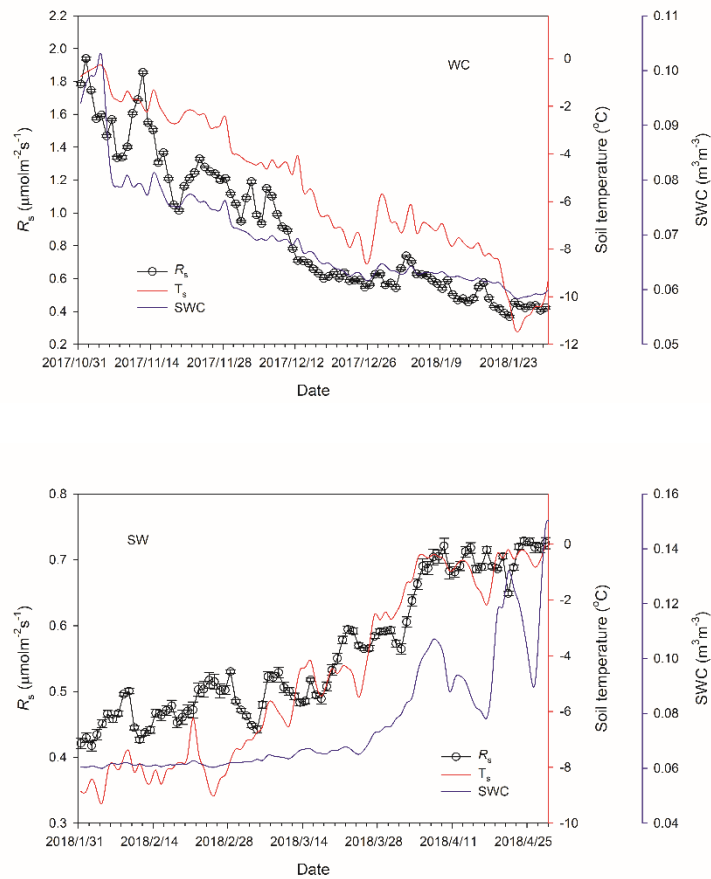 2.2
2.0
1.8
1.6
1.4
1.2
1.0
0.8
0.6
0.4
0.2
Rs (μmolm-2s-1)
WC
Rs
Ts
SWC
0
-2
-4
-6
-8
-10
-12
Soil temperature (oC)
0.11
0.10
0.09
0.08
0.07
0.06
0.05
SWC (m3m-3)
2017/10/31 2017/11/14 2017/11/28 2017/12/12 2017/12/26 2018/1/9 2018/1/23
Date
0.8
0.7
0.6
0.5
0.4
0.3
Rs (μmolm-2s-1)
SW
Rs
Ts
SWC
0
-2
-4
-6
-8
-10
Soil temperature (oC)
0.16
0.14
0.12
0.10
0.08
0.06
0.04
SWC (m3m-3)
2018/1/31 2018/2/14 2018/2/28 2018/3/14 2018/3/28 2018/4/11 2018/4/25
Date